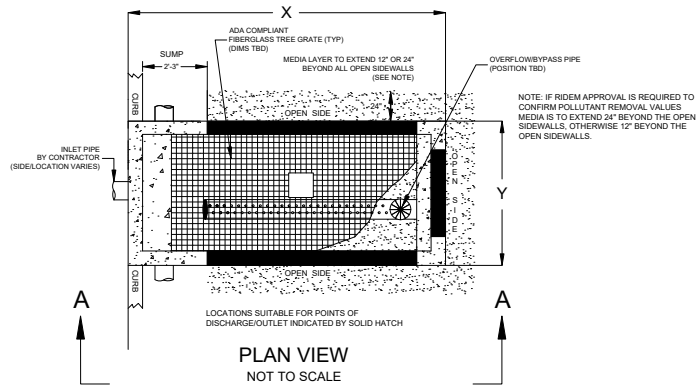 X
ADA COMPLIANT
FIBERGLASS TREE GRATE (TYP)
(DIMS TBD)
SUMP
2'-3"
MEDIA LAYER TO EXTEND 12" OR 24"
BEYOND ALL OPEN SIDEWALLS
(SEE NOTE)
OVERFLOW/BYPASS PIPE
(POSITION TBD)
NOTE: IF RIDEM APPROVAL IS REQUIRED TO
CONFIRM POLLUTANT REMOVAL VALUES
MEDIA IS TO EXTEND 24" BEYOND THE OPEN
SIDEWALLS, OTHERWISE 12" BEYOND THE
OPEN SIDEWALLS.
CURB
24"
OPEN SIDE
INLET PIPE
BY CONTRACTOR
(SIDE/LOCATION VARIES)
OPEN SIDE
Y
OPEN SIDE
CURB
A
A
LOCATIONS SUITABLE FOR POINTS OF
DISCHARGE/OUTLET INDICATED BY SOLID HATCH
PLAN VIEW
NOT TO SCALE